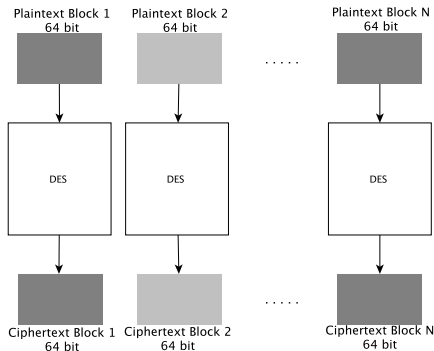 Plaintext Block 1
64 bit
Plaintext Block 2
64 bit
Plaintext Block N
64 bit
.....
DES
DES
DES
.....
Ciphertext Block 1
64 bit
Ciphertext Block 2
64 bit
Ciphertext Block N
64 bit